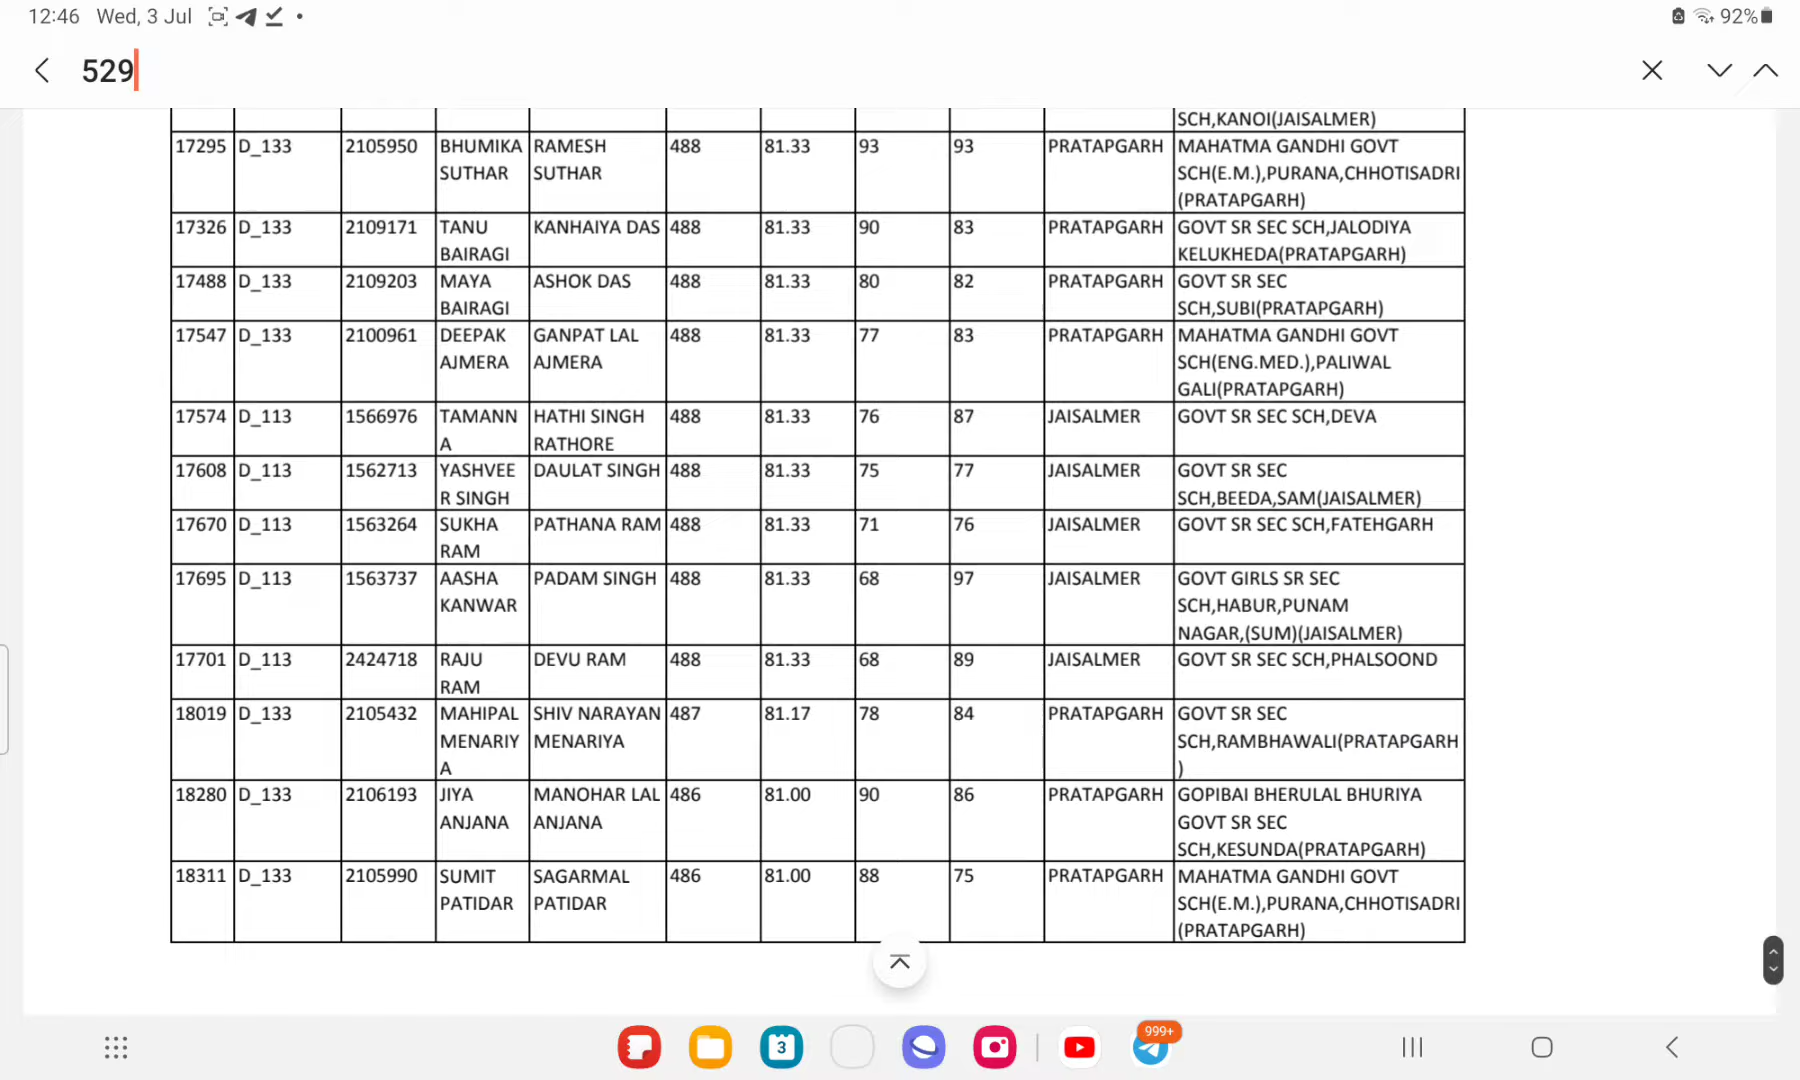 12:46 Wed, 3 Jul 92%
529
SCH,KANOI(JAISALMER)
17295 D_133 2105950 BHUMIKA RAMESH 488 81.33 93 93 PRATAPGARH MAHATMA GANDHI GOVT
SUTHAR SUTHAR SCH(E.M.),PURANA,CHHOTISADRI
(PRATAPGARH)
17326 D_133 2109171 TANU KANHAIYA DAS 488 81.33 90 83 PRATAPGARH GOVT SR SEC SCH,JALODIYA
BAIRAGI KELUKHEDA(PRATAPGARH)
17488 D_133 2109203 MAYA ASHOK DAS 488 81.33 80 82 PRATAPGARH GOVT SR SEC
BAIRAGI SCH,SUBI(PRATAPGARH)
17547 D_133 2100961 DEEPAK GANPAT LAL 488 81.33 77 83 PRATAPGARH MAHATMA GANDHI GOVT
AJMERA AJMERA SCH(ENG.MED.),PALIWAL
GALI(PRATAPGARH)
17574 D_113 1566976 TAMANN HATHI SINGH 488 81.33 76 87 JAISALMER GOVT SR SEC SCH,DEVA
A RATHORE
17608 D_113 1562713 YASHVEE DAULAT SINGH 488 81.33 75 77 JAISALMER GOVT SR SEC
R SINGH SCH,BEEDA,SAM(JAISALMER)
17670 D_113 1563264 SUKHA PATHANA RAM 488 81.33 71 76 JAISALMER GOVT SR SEC SCH,FATEHGARH
RAM
17695 D_113 1563737 AASHA PADAM SINGH 488 81.33 68 97 JAISALMER GOVT GIRLS SR SEC
KANWAR SCH,HABUR,PUNAM
NAGAR,(SUM)(JAISALMER)
17701 D_113 2424718 RAJU DEVU RAM 488 81.33 68 89 JAISALMER GOVT SR SEC SCH,PHALSOOND
RAM
18019 D_133 2105432 MAHIPAL SHIV NARAYAN 487 81.17 78 84 PRATAPGARH GOVT SR SEC
MENARIY MENARIYA SCH,RAMBHAWALI(PRATAPGARH
A )
18280 D_133 2106193 JIYA MANOHAR LAL 486 81.00 90 86 PRATAPGARH GOPIBAI BHERULAL BHURIYA
ANJANA ANJANA GOVT SR SEC
SCH,KESUNDA(PRATAPGARH)
18311 D_133 2105990 SUMIT SAGARMAL 486 81.00 88 75 PRATAPGARH MAHATMA GANDHI GOVT
PATIDAR PATIDAR SCH(E.M.),PURANA,CHHOTISADRI
(PRATAPGARH)
3
999+